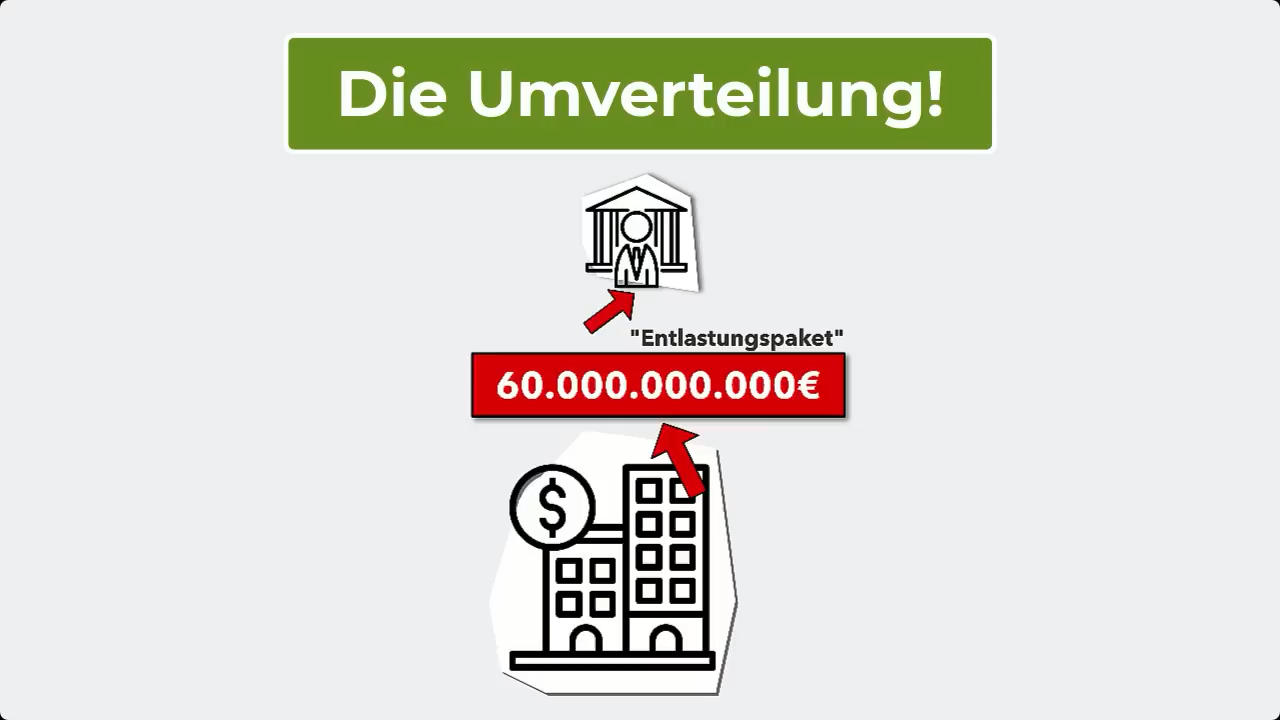 Die Umverteilung!
"Entlastungspaket"
60.000.000.000€
$